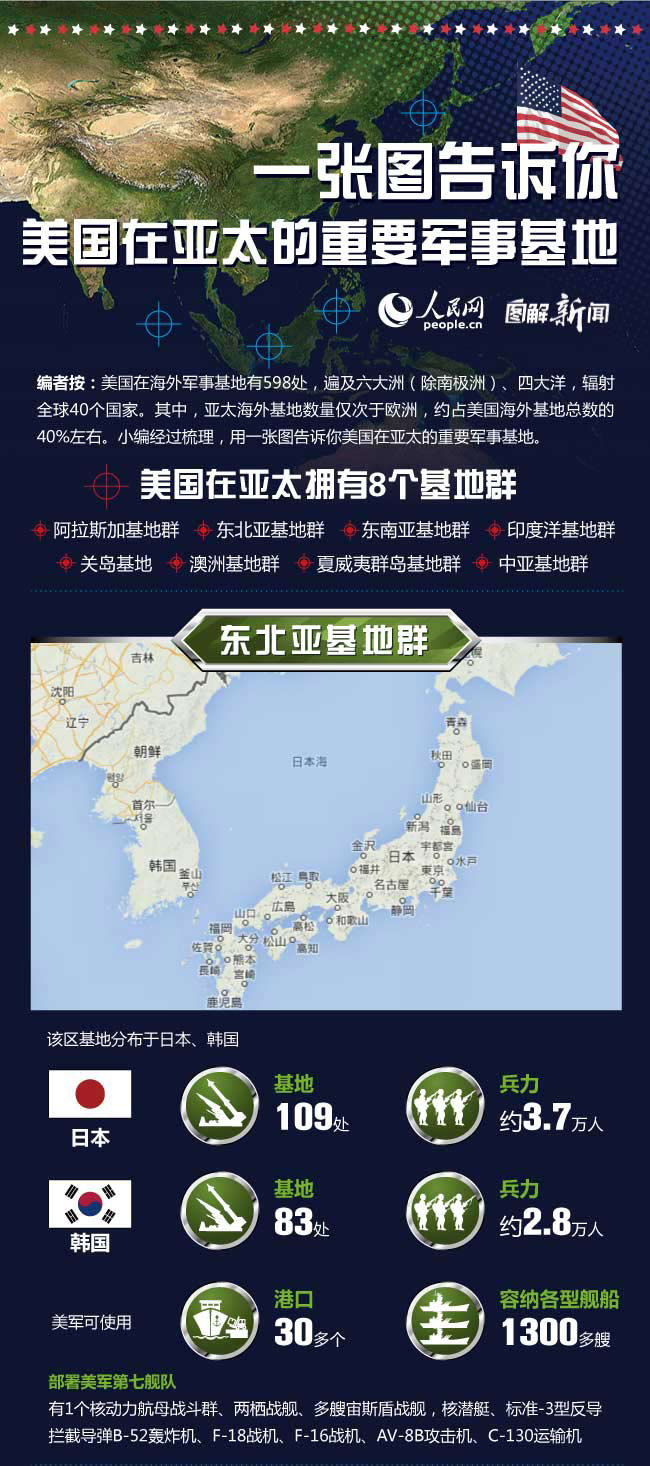 一张图告诉你
美国在亚太的重要军事基地
人民网
people.cn
图解新闻
编者按：美国在海外军事基地有598处，遍及六大洲（除南极洲）、四大洋，辐射
全球40个国家。其中，亚太海外基地数量仅次于欧洲，约占美国海外基地总数的
40%左右。小编经过梳理，用一张图告诉你美国在亚太的重要军事基地。
美国在亚太拥有8个基地群
阿拉斯加基地群 东北亚基地群 东南亚基地群 印度洋基地群
关岛基地 澳洲基地群 夏威夷群岛基地群 中亚基地群
东北亚基地群
吉林
沈阳
辽宁
朝鲜
평양
首尔
서울
韩国
釜山
부산
日本海
青森
秋田
盛岡
山形
仙台
新潟
福島
金沢
日本
宇都宮
水戸
福井
東京
千葉
名古屋
静岡
松江
鳥取
大阪
和歌山
広島
山口
高松
松山
高知
福岡
大分
佐賀
熊本
長崎
宮崎
鹿児島
该区基地分布于日本、韩国
日本
基地
109处
兵力
约3.7万人
韩国
基地
83处
兵力
约2.8万人
美军可使用
港口
30多个
容纳各型舰船
1300多艘
部署美军第七舰队
有1个核动力航母战斗群、两栖战舰、多艘宙斯盾战舰，核潜艇、标准-3型反导
拦截导弹B-52轰炸机、F-18战机、F-16战机、AV-8B攻击机、C-130运输机